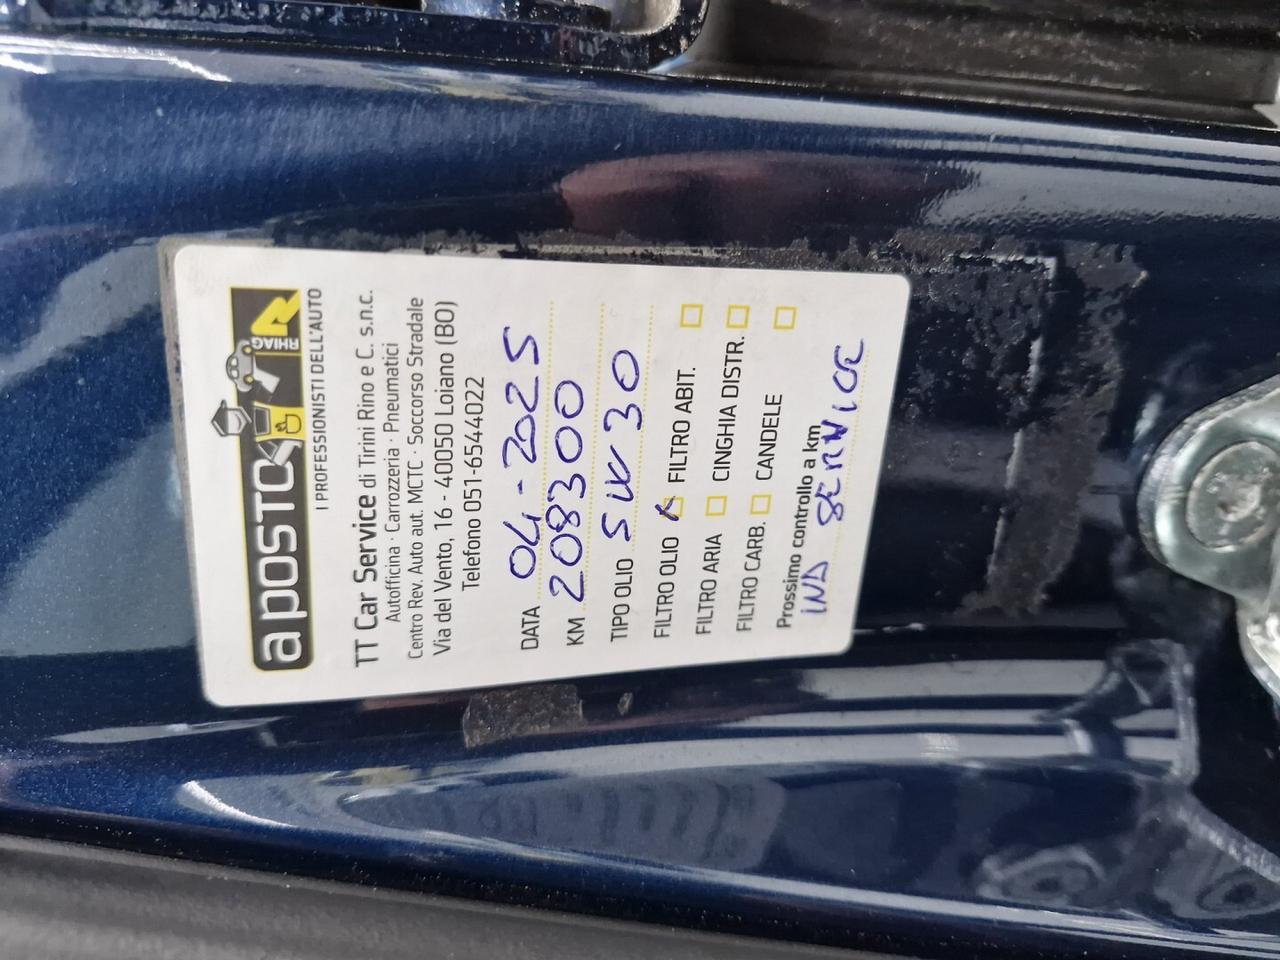 a posto
RHIAG
I PROFESSIONISTI DELL'AUTO
TT Car Service di Tirini Rino e C. s.n.c.
Autofficina · Carrozzeria · Pneumatici
Centro Rev. Auto aut. MCTC · Soccorso Stradale
Via del Vento, 16 - 40050 Loiano (BO)
Telefono 051-6544022
DATA 04-2025
KM 208300
TIPO OLIO 5W30
FILTRO OLIO FILTRO ABIT.
FILTRO ARIA CINGHIA DISTR.
FILTRO CARB. CANDELE
Prossimo controllo a km
IND SERVICE